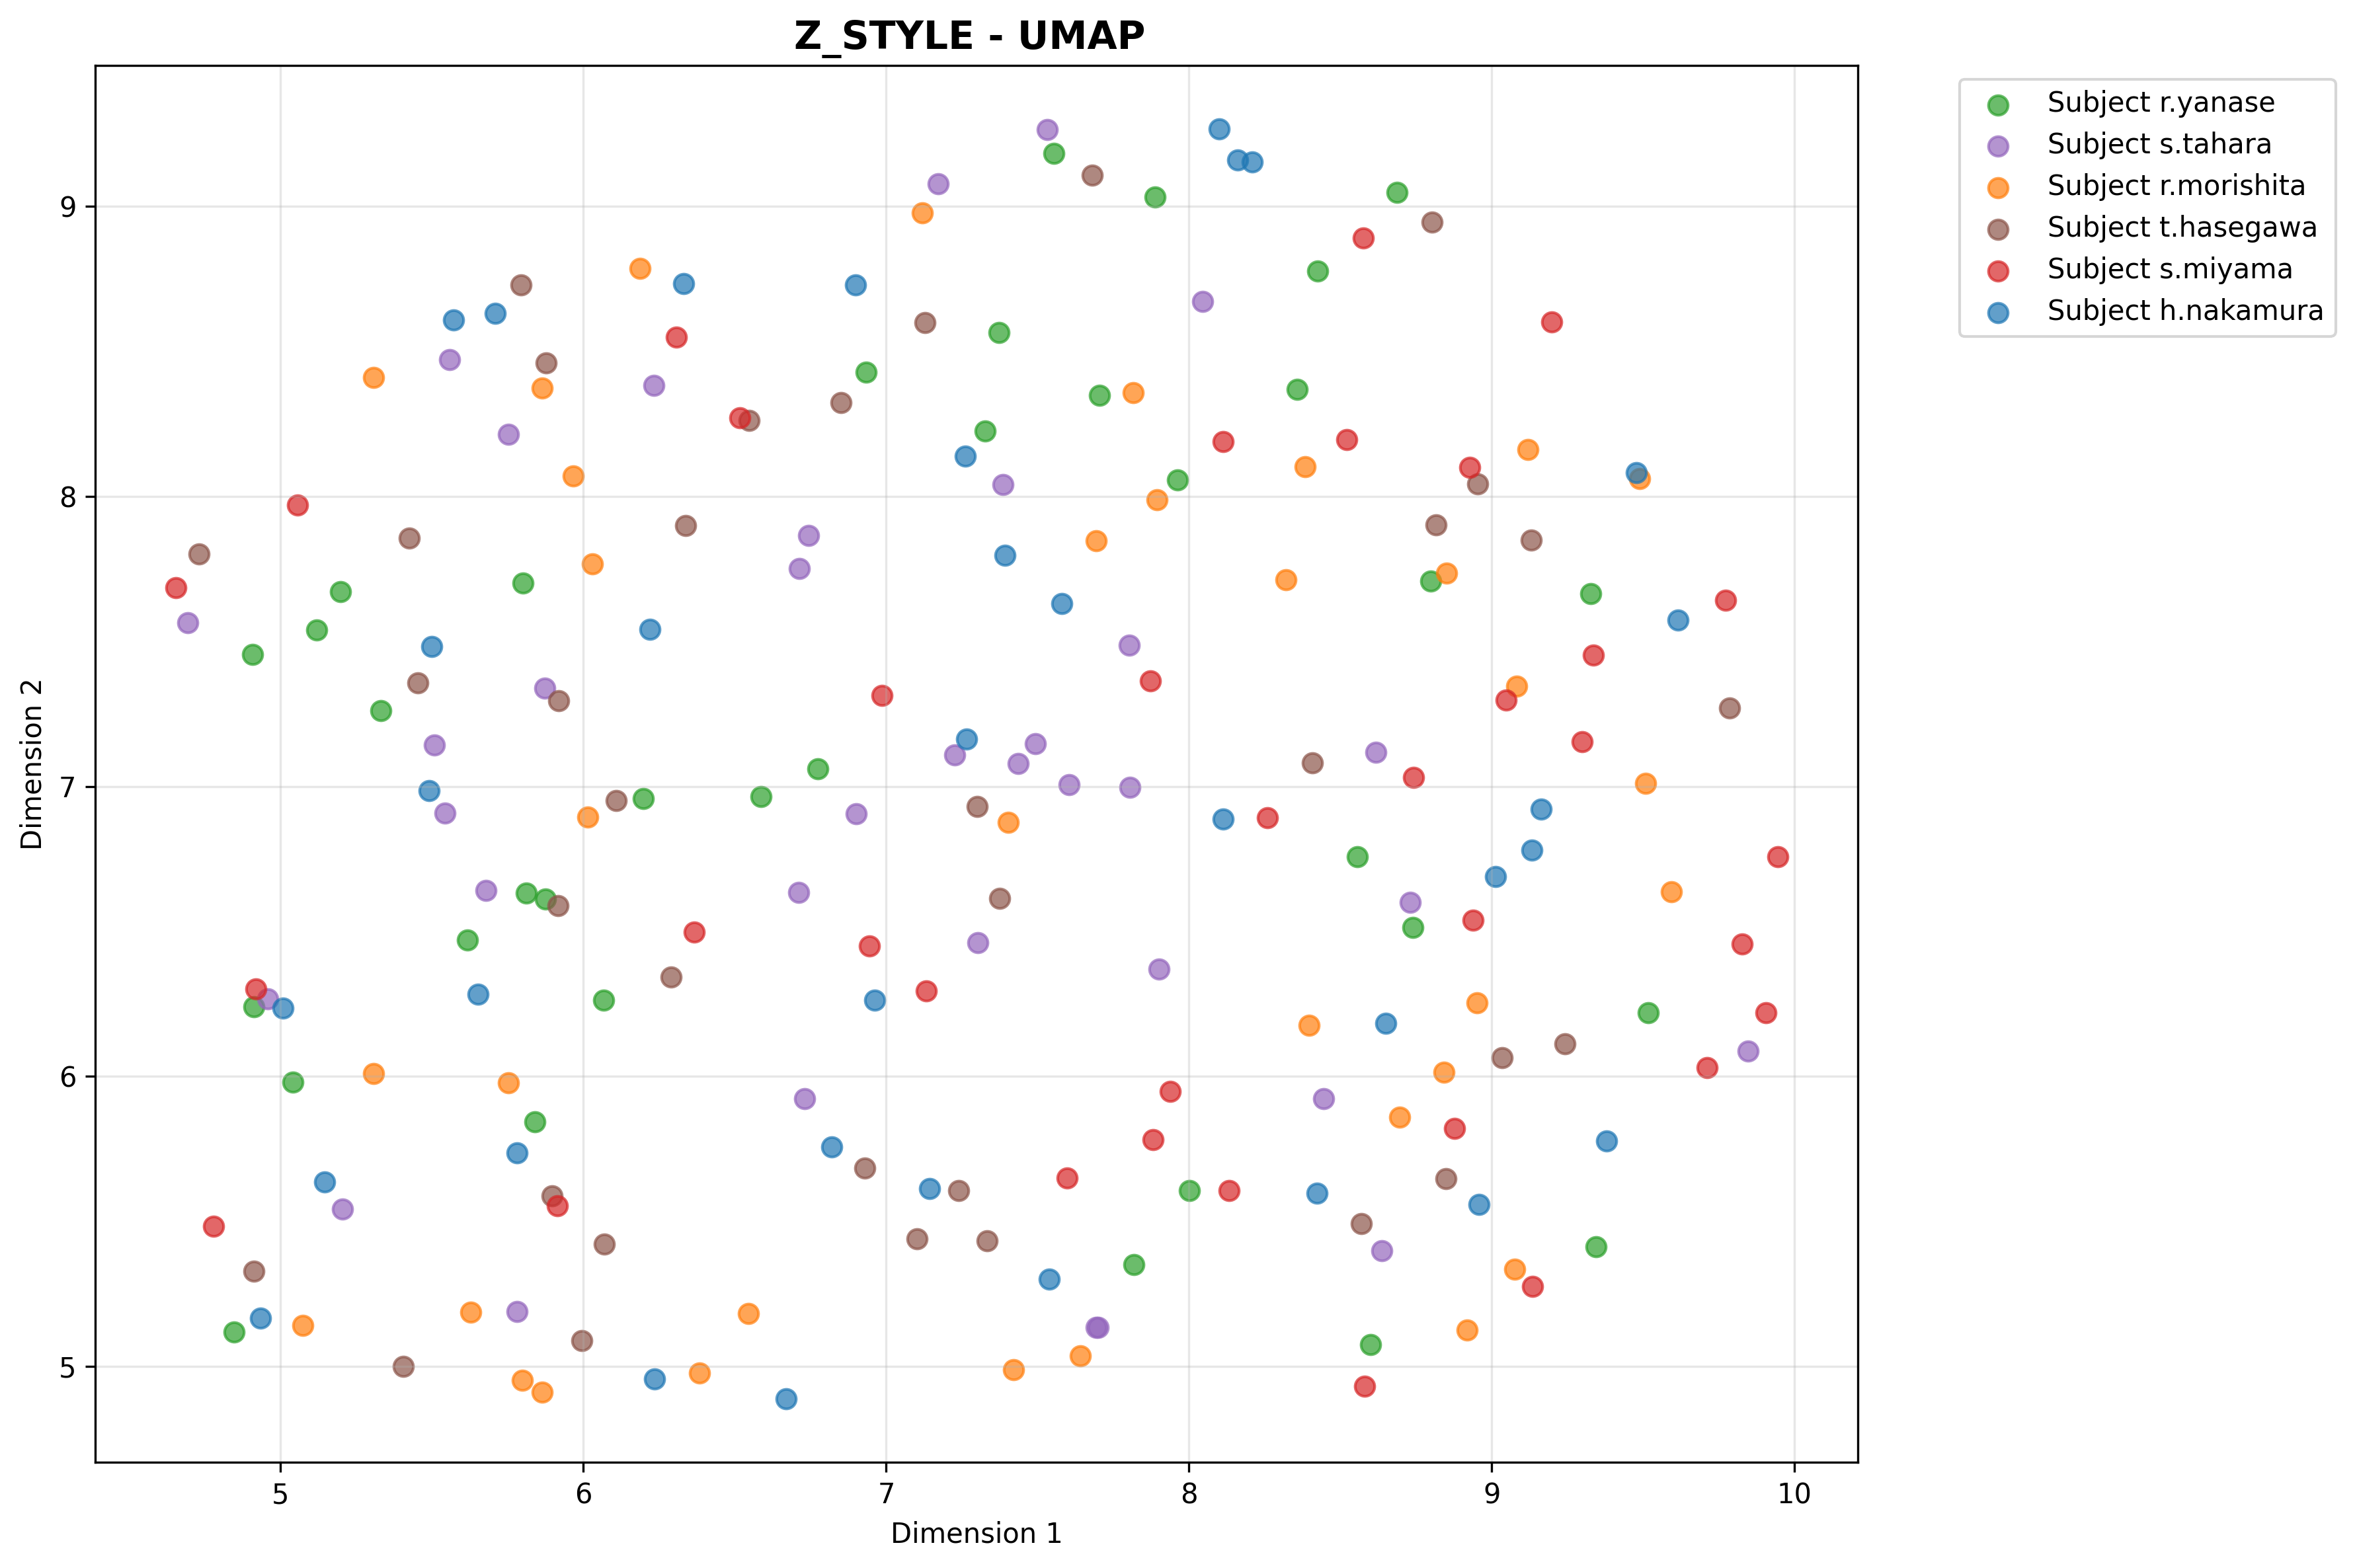 Z_STYLE - UMAP
Subject r.yanase
Subject s.tahara
Subject r.morishita
Subject t.hasegawa
Subject s.miyama
Subject h.nakamura
9
8
7
6
5
Dimension 2
5
6
7
8
9
10
Dimension 1